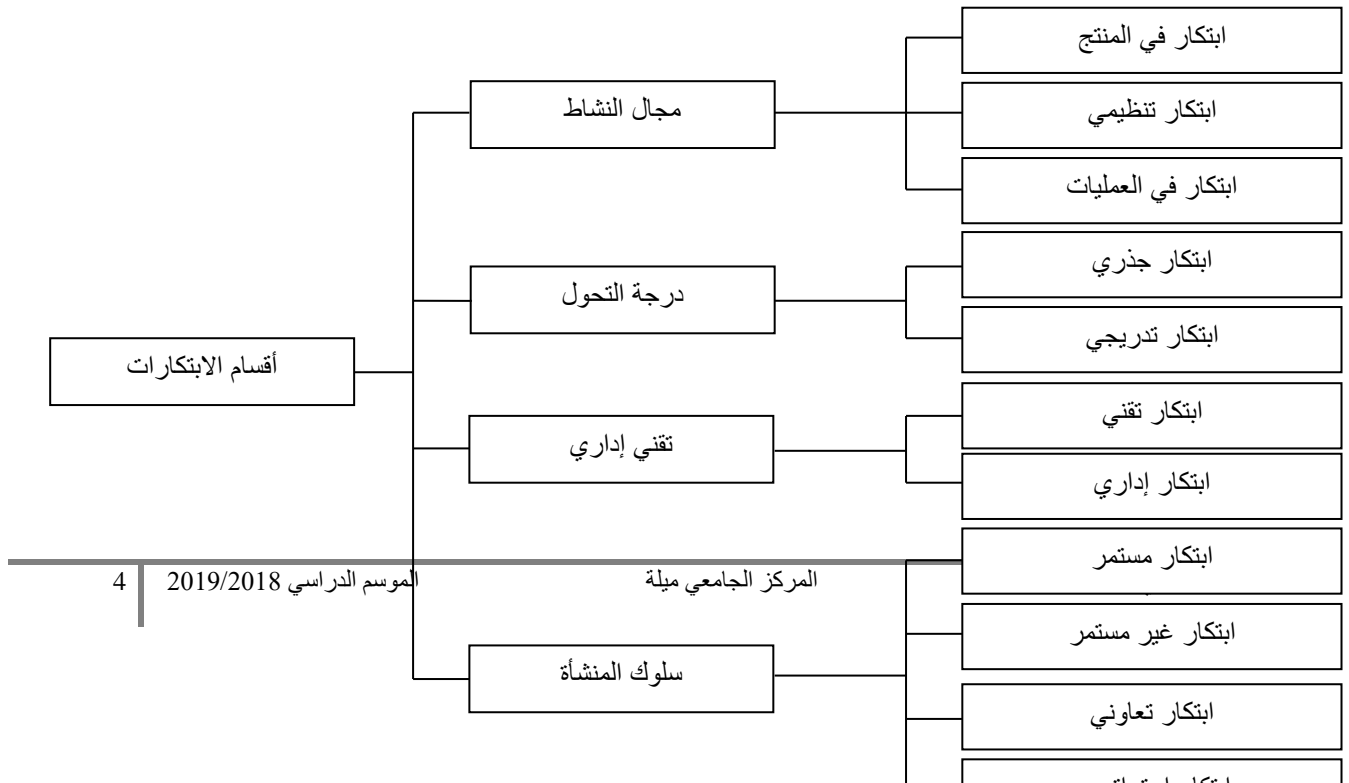 ابتكار في المنتج
مجال النشاط
ابتكار تنظيمي
ابتكار في العمليات
ابتكار جذري
درجة التحول
ابتكار تدريجي
أقسام الابتكارات
ابتكار تقني
تقني إداري
ابتكار إداري
ابتكار مستمر
المركز الجامعي ميلة
الموسم الدراسي 2019/2018
4
ابتكار غير مستمر
سلوك المنشأة
ابتكار تعاوني
ابتكار